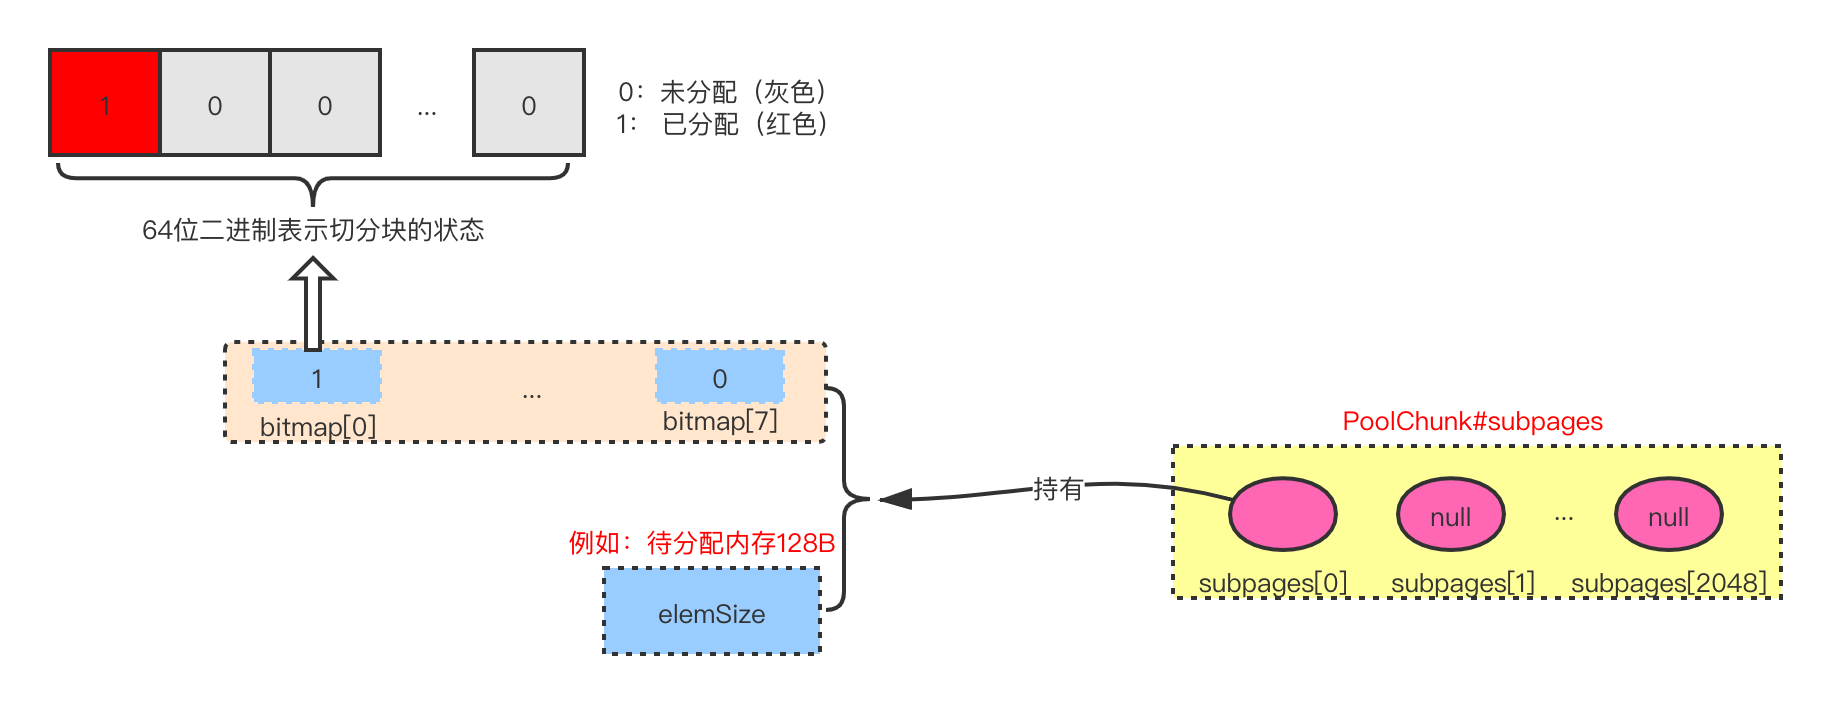 1
0
0
...
0
0：未分配（灰色）
1： 已分配（红色）
64位二进制表示切分块的状态
1
...
0
bitmap[0]
bitmap[7]
PoolChunk#subpages
持有
null
...
null
subpages[0]
subpages[1]
subpages[2048]
例如：待分配内存128B
elemSize